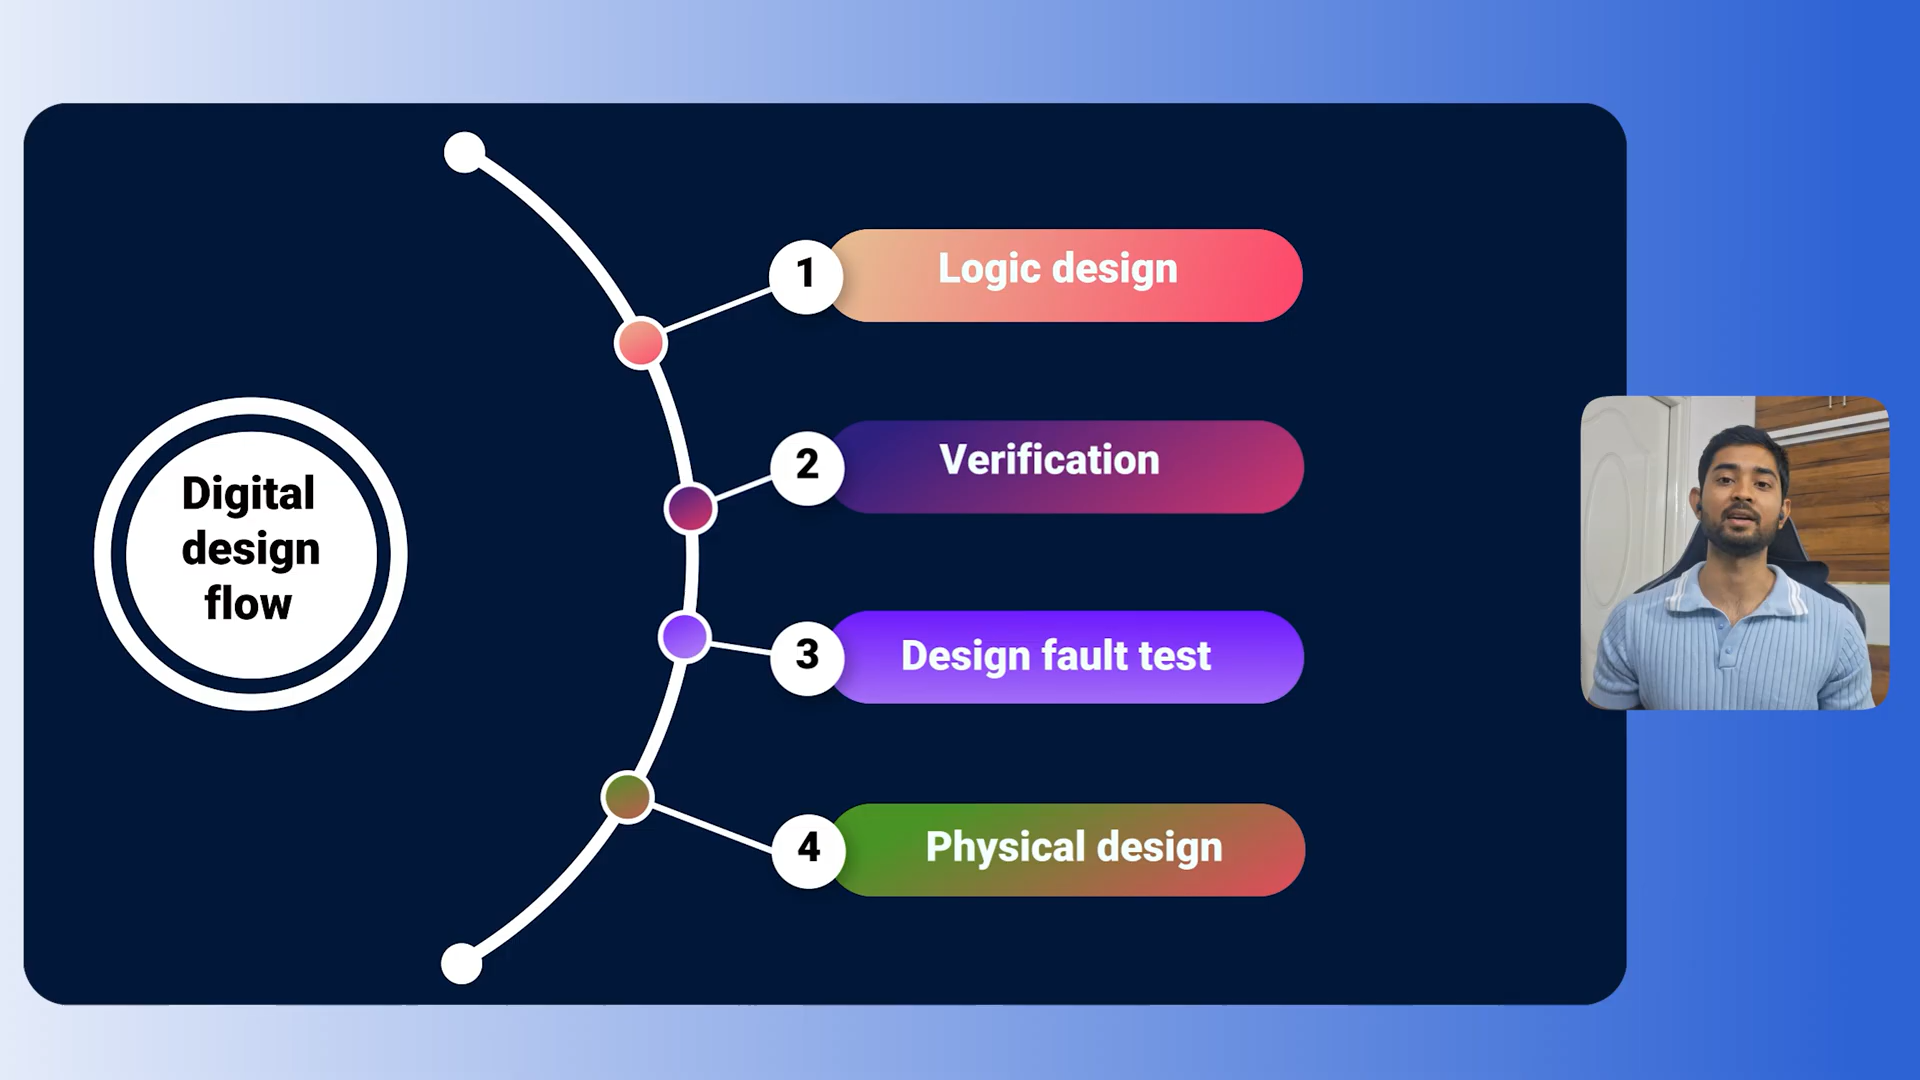 Digital
design
flow
1
Logic design
2
Verification
3
Design fault test
4
Physical design